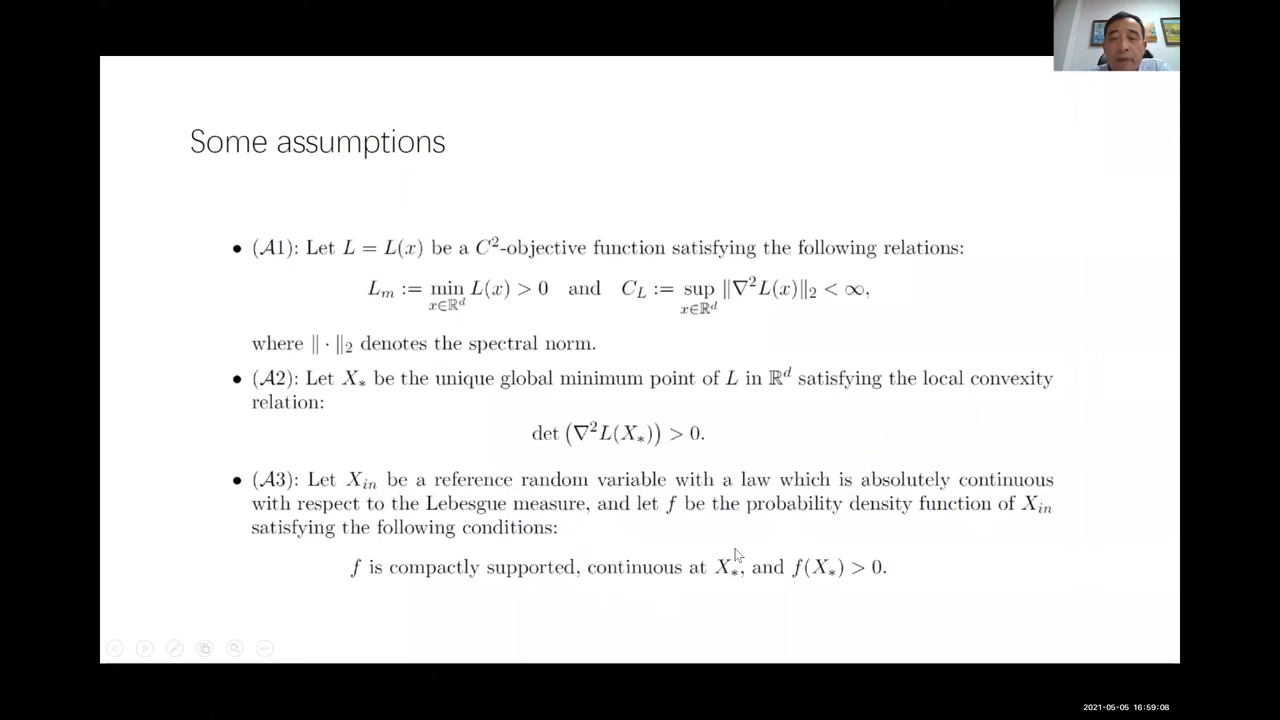 Some assumptions
• (𝒜1): Let L = L(x) be a C²-objective function satisfying the following relations:
L_m := min_{x∈ℝ^d} L(x) > 0 and C_L := sup_{x∈ℝ^d} ‖∇²L(x)‖₂ < ∞,
where ‖ · ‖₂ denotes the spectral norm.
• (𝒜2): Let X_* be the unique global minimum point of L in ℝ^d satisfying the local convexity
relation:
det (∇²L(X_*)) > 0.
• (𝒜3): Let X_in be a reference random variable with a law which is absolutely continuous
with respect to the Lebesgue measure, and let f be the probability density function of X_in
satisfying the following conditions:
f is compactly supported, continuous at X_*, and f(X_*) > 0.
2021-05-05 16:59:08